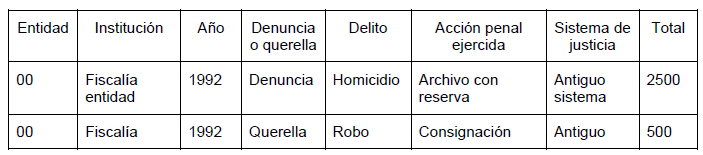 Entidad Institución Año Denuncia Delito Acción penal Sistema de Total
o querella ejercida justicia
00 Fiscalía 1992 Denuncia Homicidio Archivo con Antiguo 2500
entidad reserva sistema
00 Fiscalía 1992 Querella Robo Consignación Antiguo 500